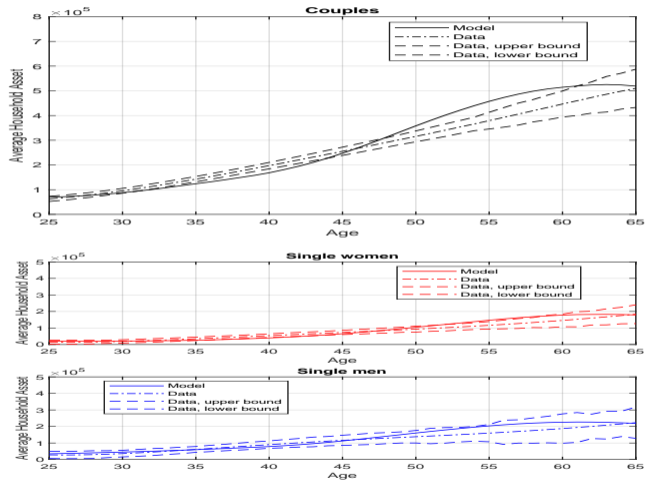 Couples
× 10^5
8
7
6
5
4
3
2
1
0
Average Household Asset
Model
Data
Data, upper bound
Data, lower bound
25 30 35 40 45 50 55 60 65
Age
Single women
× 10^5
5
4
3
2
1
0
Average Household Asset
Model
Data
Data, upper bound
Data, lower bound
25 30 35 40 45 50 55 60 65
Age
Single men
× 10^5
5
4
3
2
1
0
Average Household Asset
Model
Data
Data, upper bound
Data, lower bound
25 30 35 40 45 50 55 60 65
Age